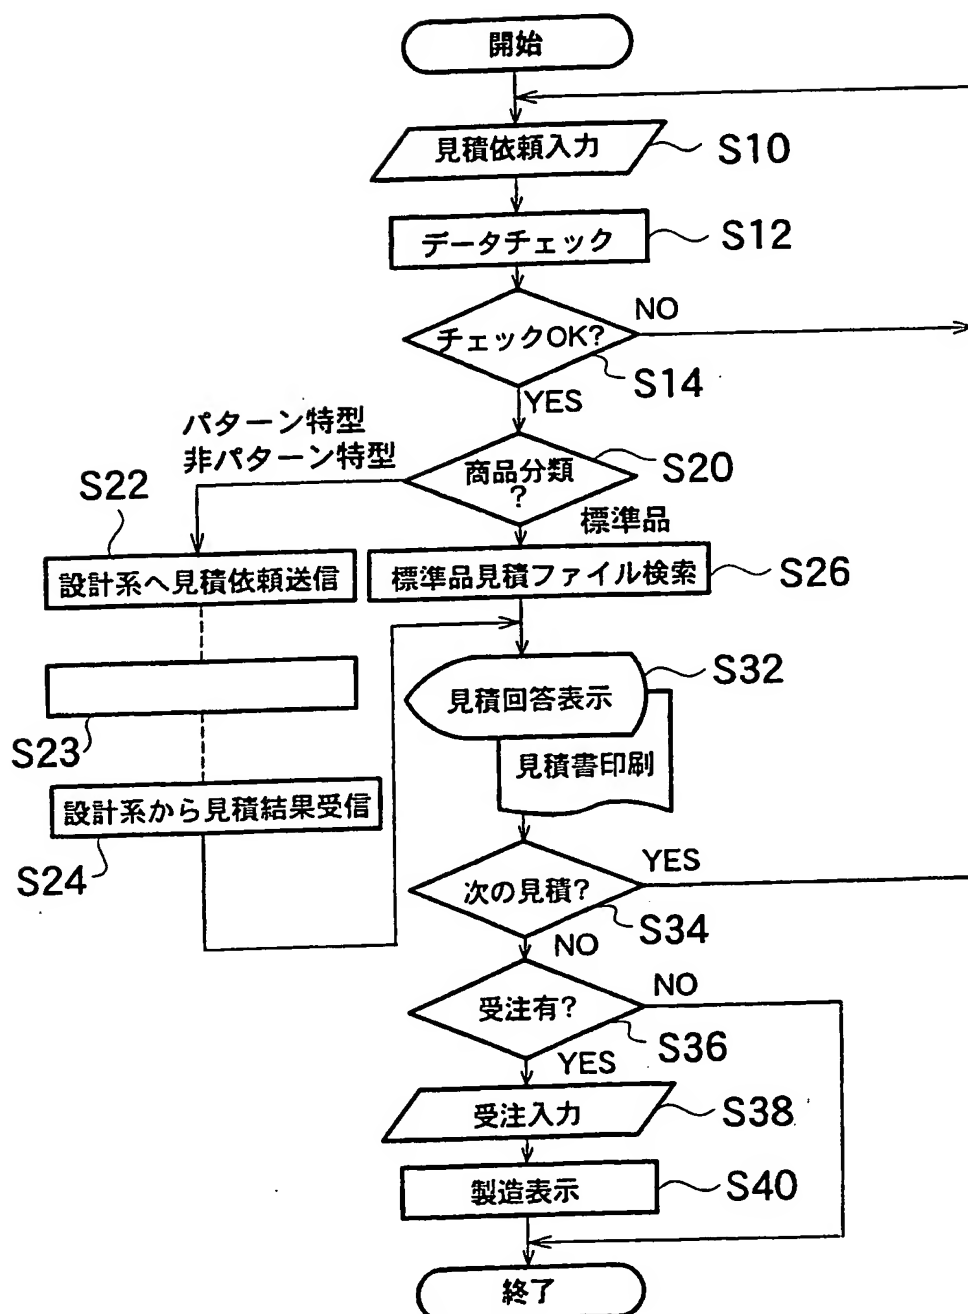 開始
見積依頼入力
S10
データチェック
S12
チェックOK?
NO
S14
YES
パターン特型
非パターン特型
商品分類
?
S20
S22
標準品
設計系へ見積依頼送信
標準品見積ファイル検索
S26
見積回答表示
S32
S23
見積書印刷
設計系から見積結果受信
S24
次の見積?
YES
S34
NO
受注有?
NO
S36
YES
受注入力
S38
製造表示
S40
終了